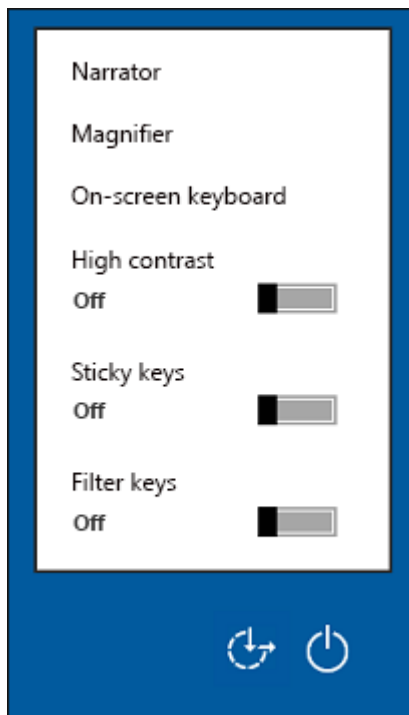 Narrator
Magnifier
On-screen keyboard
High contrast
Off
Sticky keys
Off
Filter keys
Off